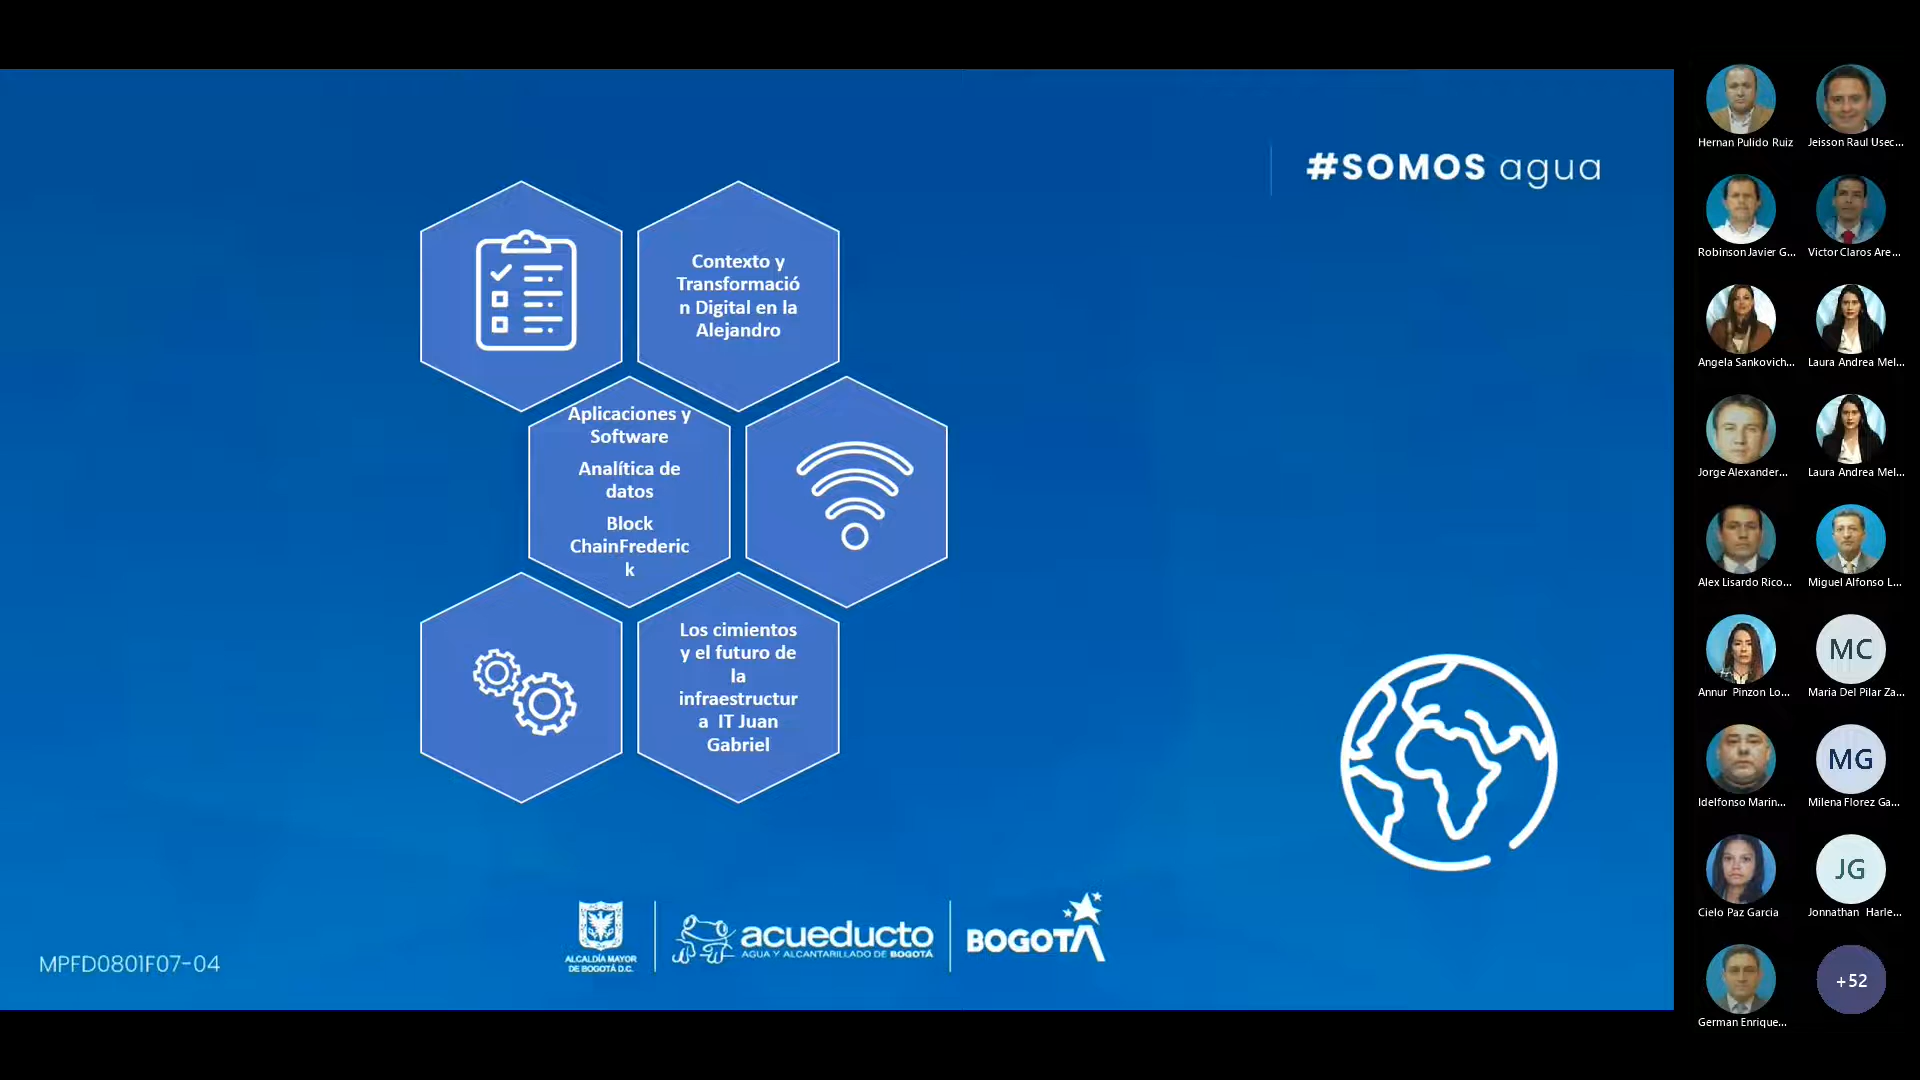 #SOMOS agua
Contexto y
Transformació
n Digital en la
Alejandro
Aplicaciones y
Software
Analítica de
datos
Block
ChainFrederic
k
Los cimientos
y el futuro de
la
infraestructur
a IT Juan
Gabriel
MPFD0801F07-04
ALCALDÍA MAYOR
DE BOGOTÁ D.C.
acueducto
AGUA Y ALCANTARILLADO DE BOGOTÁ
BOGOTÁ
Hernan Pulido Ruiz
Jeisson Raul Usec...
Robinson Javier G...
Victor Claros Are...
Angela Sankovich...
Laura Andrea Mel...
Jorge Alexander...
Laura Andrea Mel...
Alex Lisardo Rico...
Miguel Alfonso L...
Annur Pinzon Lo...
MC
Maria Del Pilar Za...
Idelfonso Marin...
MG
Milena Florez Ga...
Cielo Paz Garcia
JG
Jonnathan Harle...
German Enrique...
+52